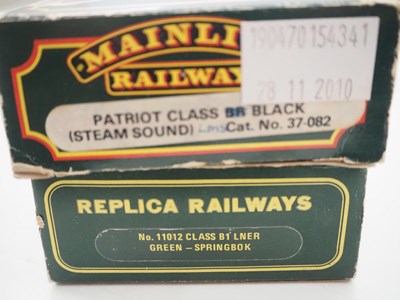 MAINLI
RAILWAY
190470154341
28 11 2010
PATRIOT CLASS BR BLACK
(STEAM SOUND) LMS Cat. No. 37-082
REPLICA RAILWAYS
No. 11012 CLASS B1 LNER
GREEN – SPRINGBOK